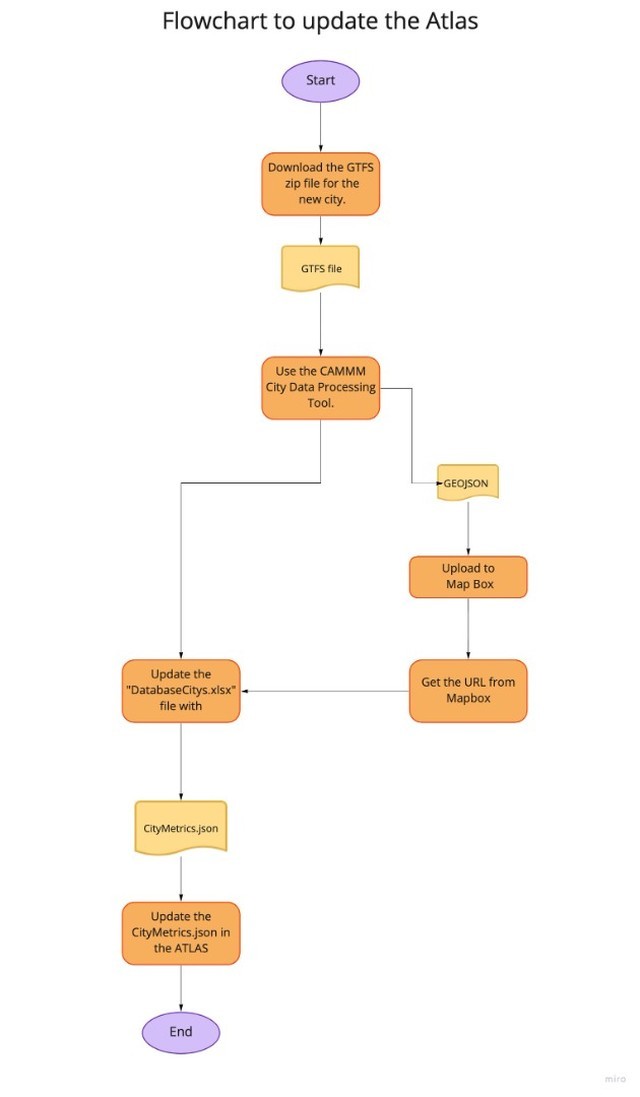 Flowchart to update the Atlas
Start
Download the GTFS
zip file for the
new city.
GTFS file
Use the CAMMM
City Data Processing
Tool.
GEOJSON
Upload to
Map Box
Update the
"DatabaseCitys.xlsx"
file with
Get the URL from
Mapbox
CityMetrics.json
Update the
CityMetrics.json in
the ATLAS
End
miro